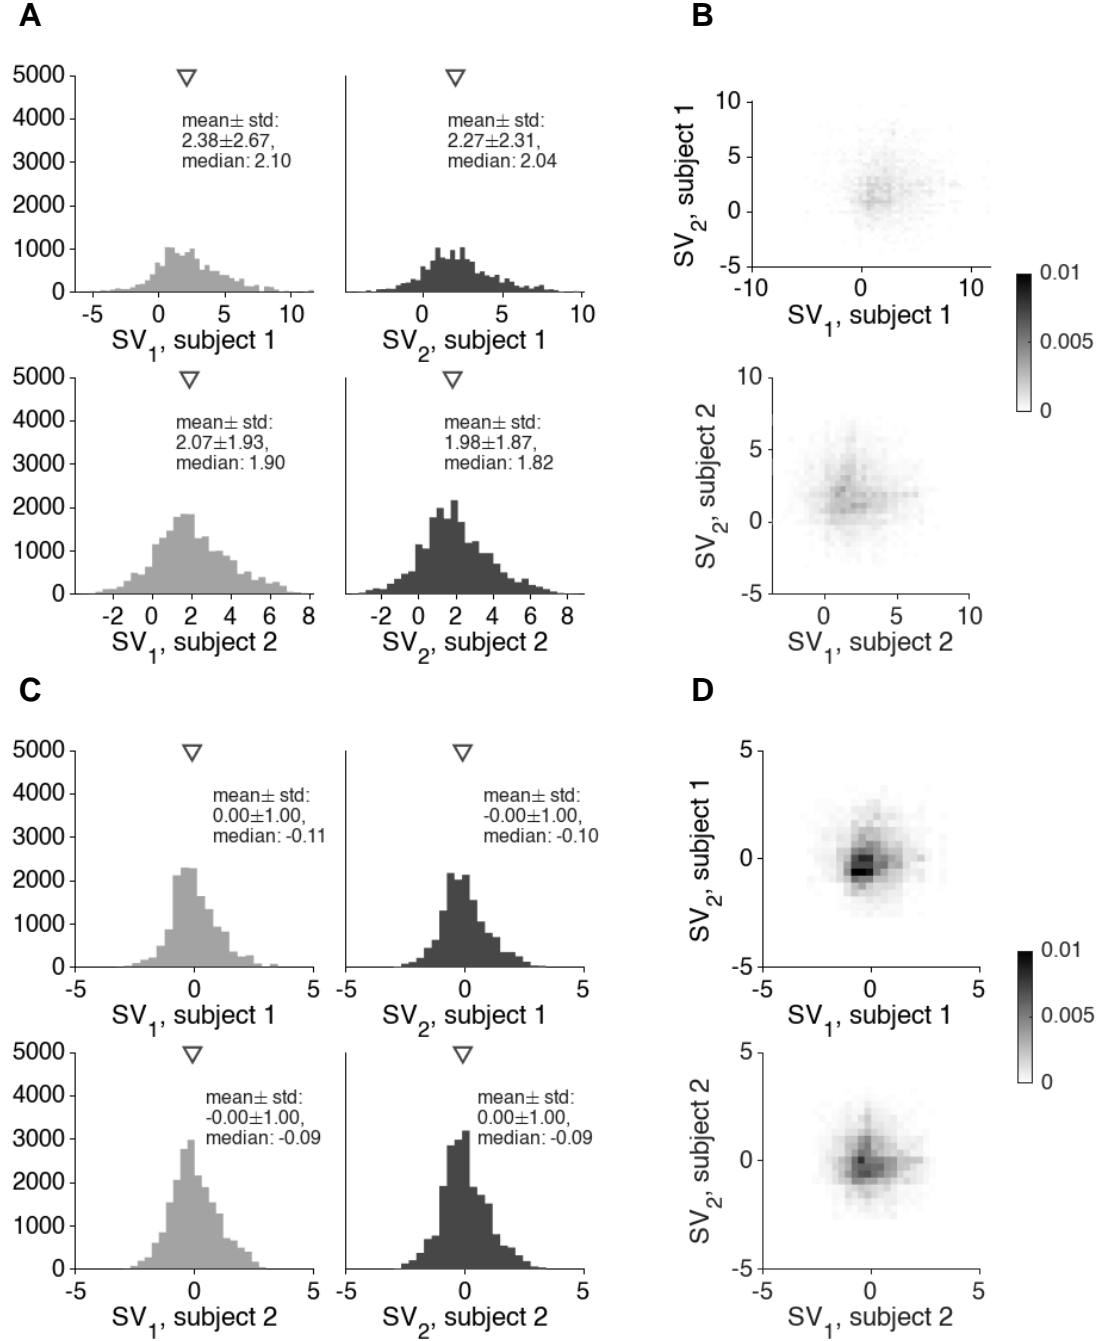 A
B
5000
4000
3000
2000
1000
0
mean± std:
2.38±2.67,
median: 2.10
-5
0
5
10
SV1, subject 1
mean± std:
2.27±2.31,
median: 2.04
0
5
10
SV2, subject 1
10
5
0
-5
SV2, subject 1
-10
0
10
SV1, subject 1
0.01
0.005
0
5000
4000
3000
2000
1000
0
mean± std:
2.07±1.93,
median: 1.90
-2
0
2
4
6
8
SV1, subject 2
mean± std:
1.98±1.87,
median: 1.82
-2
0
2
4
6
8
SV2, subject 2
10
5
0
-5
SV2, subject 2
0
5
10
SV1, subject 2
C
D
5000
4000
3000
2000
1000
0
mean± std:
0.00±1.00,
median: -0.11
-5
0
5
SV1, subject 1
mean± std:
-0.00±1.00,
median: -0.10
-5
0
5
SV2, subject 1
5
0
-5
SV2, subject 1
-5
0
5
SV1, subject 1
0.01
0.005
0
5000
4000
3000
2000
1000
0
mean± std:
-0.00±1.00,
median: -0.09
-5
0
5
SV1, subject 2
mean± std:
0.00±1.00,
median: -0.09
-5
0
5
SV2, subject 2
5
0
-5
SV2, subject 2
-5
0
5
SV1, subject 2